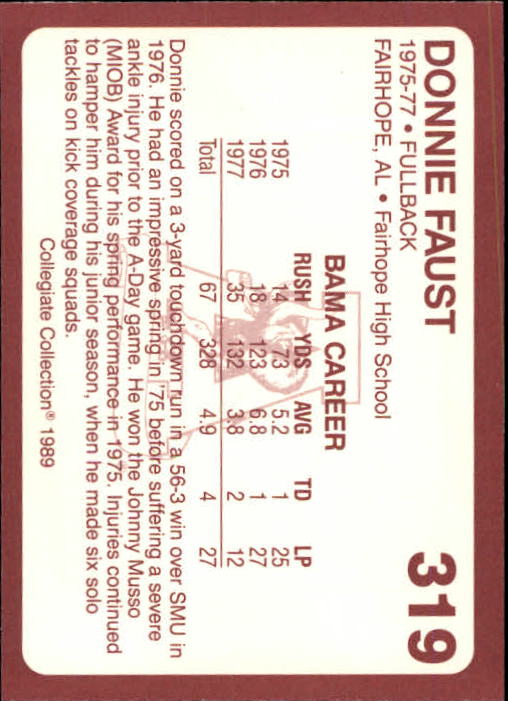 DONNIE FAUST 319
1975-77 • FULLBACK
FAIRHOPE, AL • Fairhope High School
BAMA CAREER
RUSH YDS AVG TD LP
1975 14 73 5.2 1 25
1976 18 123 6.8 1 27
1977 35 132 3.8 2 12
Total 67 328 4.9 4 27
Donnie scored on a 3-yard touchdown run in a 56-3 win over SMU in
1976. He had an impressive spring in '75 before suffering a severe
ankle injury prior to the A-Day game. He won the Johnny Musso
(MIOB) Award for his spring performance in 1975. Injuries continued
to hamper him during his junior season, when he made six solo
tackles on kick coverage squads.
Collegiate Collection® 1989